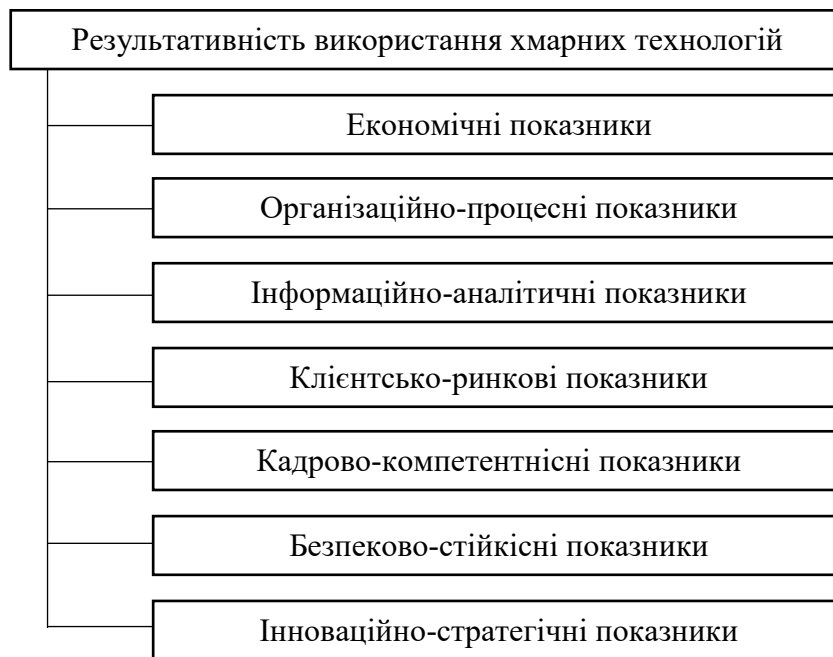 Результативність використання хмарних технологій
Економічні показники
Організаційно-процесні показники
Інформаційно-аналітичні показники
Клієнтсько-ринкові показники
Кадрово-компетентнісні показники
Безпеково-стійкісні показники
Інноваційно-стратегічні показники